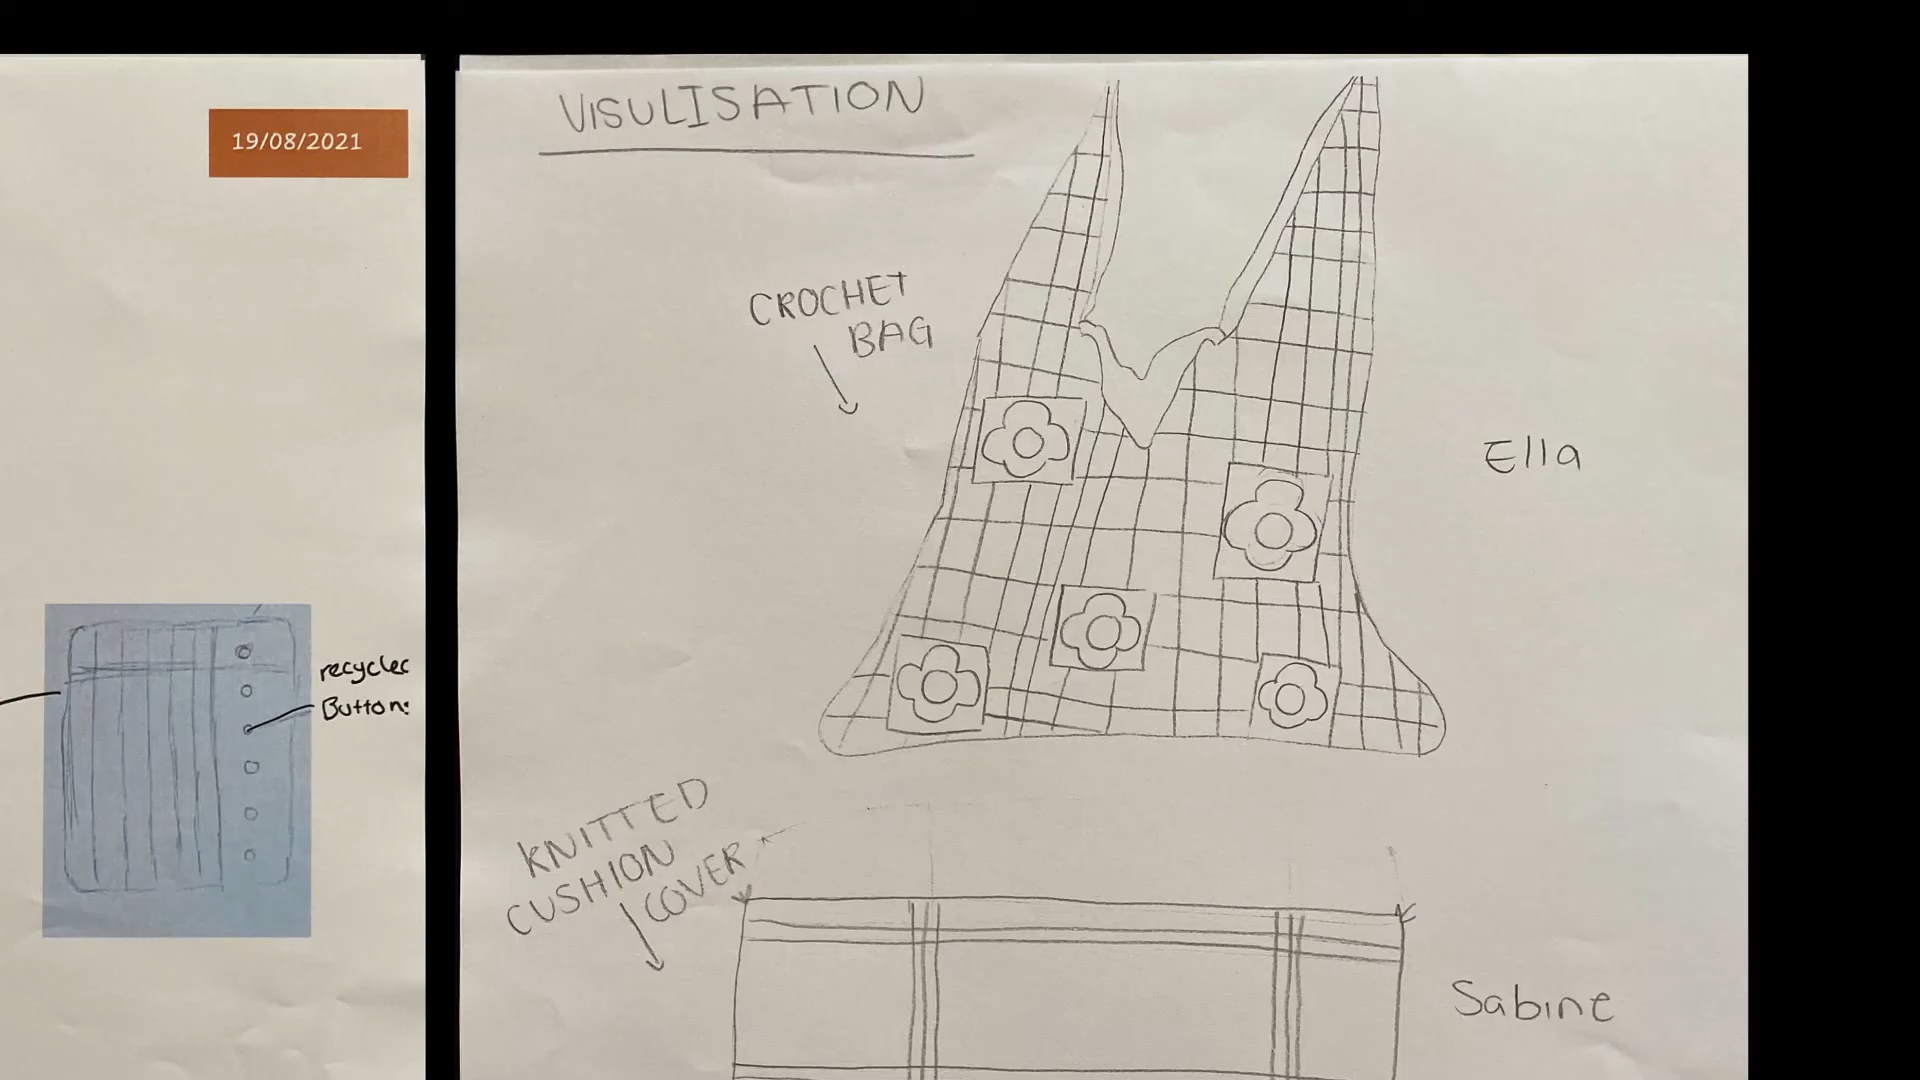 19/08/2021
recyclec
Button:
VISULISATION
CROCHET
BAG
Ella
KNITTED
CUSHION
COVER
Sabine